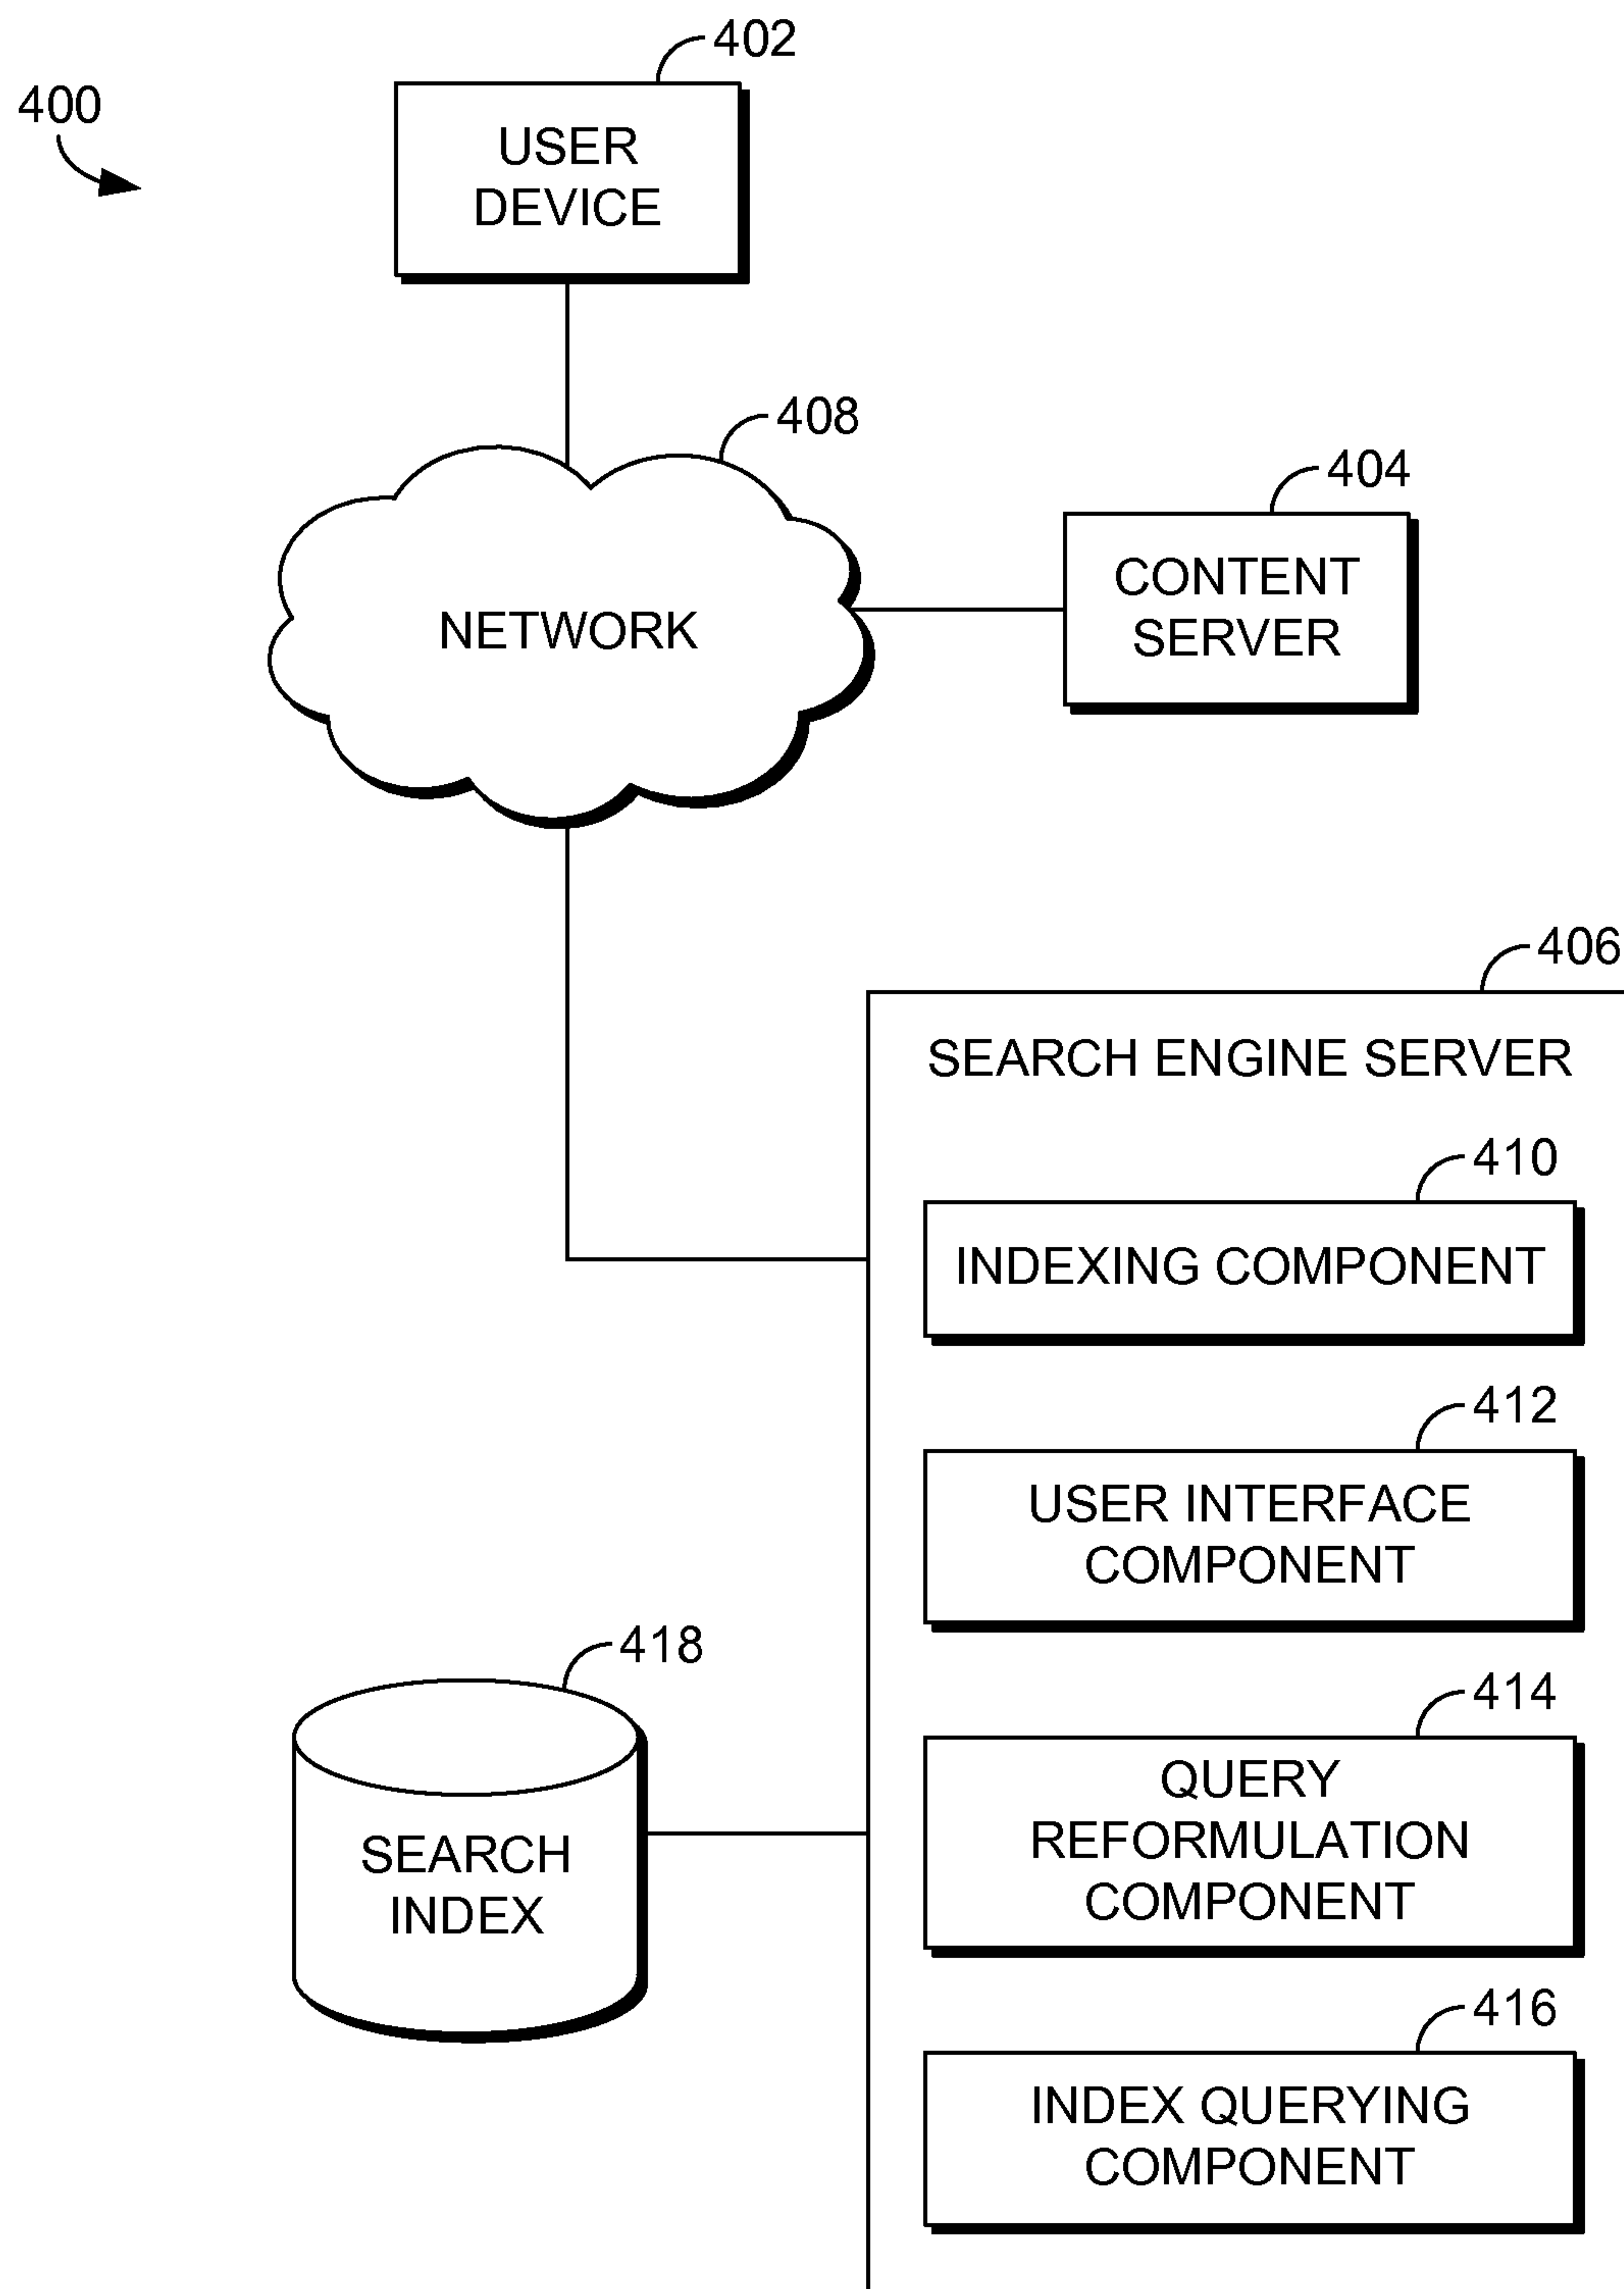 402
400
USER
DEVICE
408
404
NETWORK
CONTENT
SERVER
406
SEARCH ENGINE SERVER
410
INDEXING COMPONENT
412
USER INTERFACE
COMPONENT
418
414
SEARCH
INDEX
QUERY
REFORMULATION
COMPONENT
416
INDEX QUERYING
COMPONENT